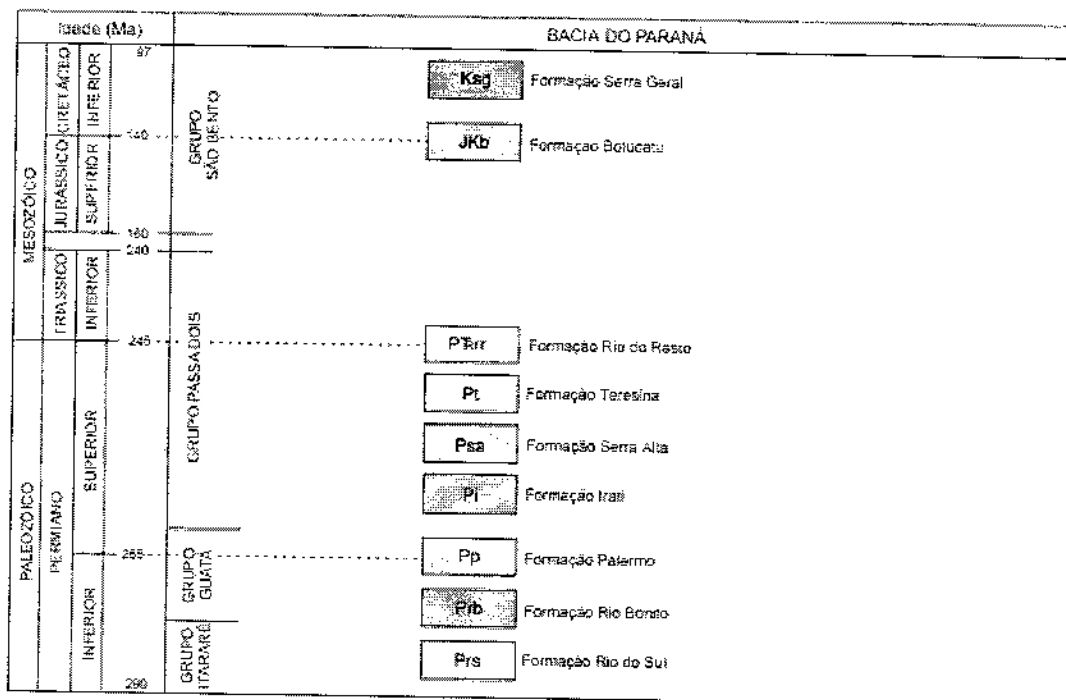 Idade (Ma)
BACIA DO PARANÁ
97
MESOZÓICO
CRETÁCEO
INFERIOR
GRUPO
SÃO BENTO
Ksg
Formação Serra Geral
140
JKb
Formação Botucatu
JURÁSSICO
SUPERIOR
160
240
TRIÁSSICO
INFERIOR
GRUPO PASSA DOIS
245
Formação Rio do Rasto
PALEOZÓICO
PERMIANO
SUPERIOR
Pt
Formação Teresina
Psa
Formação Serra Alta
Pi
Formação Irati
GRUPO
GUATÁ
Pp
Formação Palermo
INFERIOR
Prb
Formação Rio Bonito
GRUPO
ITARARÉ
Prs
Formação Rio do Sul
290